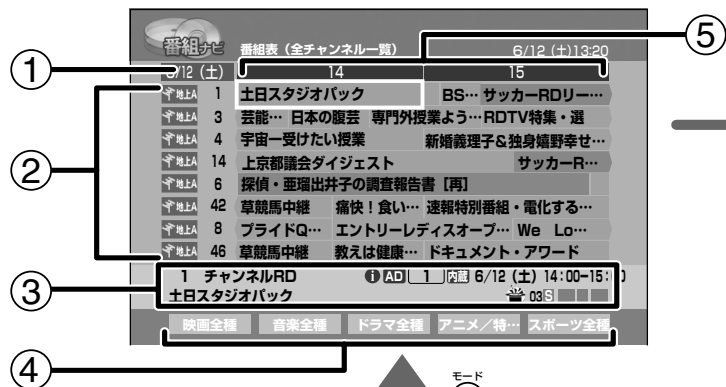 番組ナビ 番組表（全チャンネル一覧） 6/12 (土)13:20
⑤
① 6/12 (土) 14 15
② 地上A 1 土日スタジオパック BS… サッカーRDリー…
地上A 3 芸能… 日本の腹芸 専門外授業よう… RDTV特集・選
地上A 4 宇宙一受けたい授業 新婚義理子&独身嬉野幸せ…
地上A 14 上京都議会ダイジェスト サッカーR…
地上A 6 探偵・亜瑠出井子の調査報告書［再］
地上A 42 草競馬中継 痛快！食い… 速報特別番組・電化する…
地上A 8 プライドQ… エントリーレディスオープ… We Lo…
地上A 46 草競馬中継 教えは健康… ドキュメント・アワード
③ 1 チャンネルRD i AD 1 内蔵 6/12 (土) 14:00-15: 0
土日スタジオパック 03 S
映画全種 音楽全種 ドラマ全種 アニメ／特… スポーツ全種
④
モード